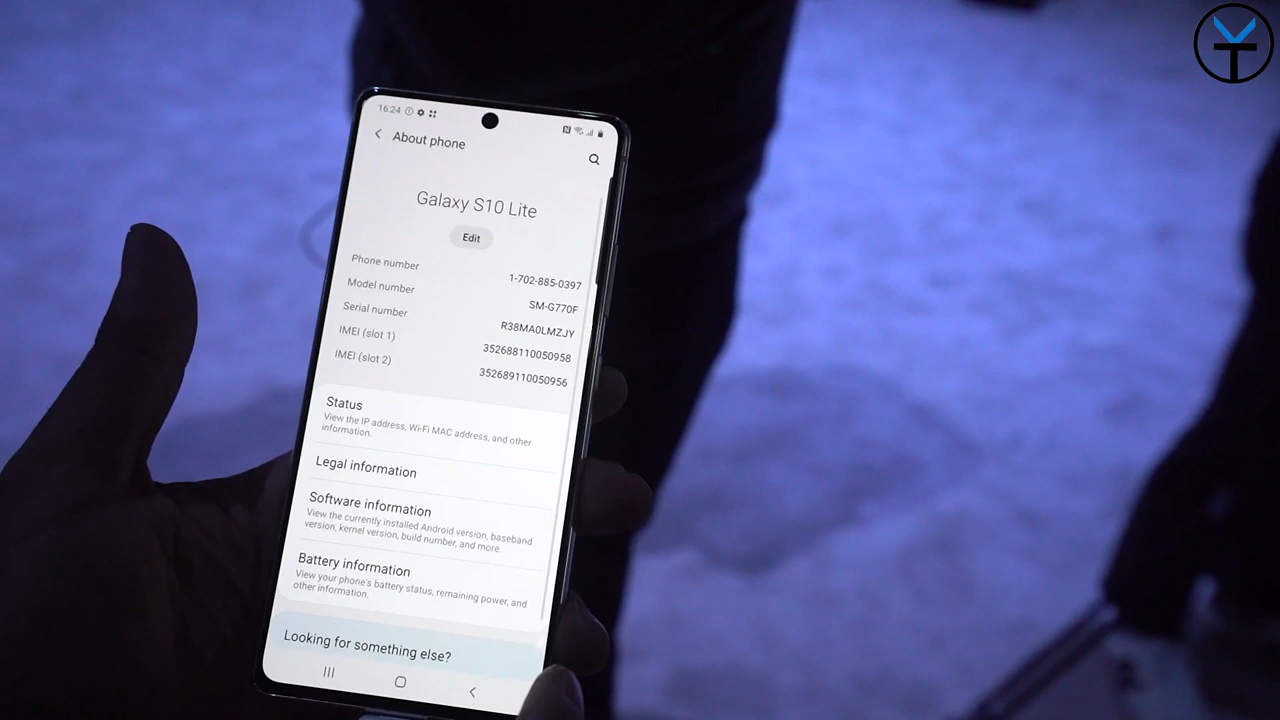 16:24
About phone
Galaxy S10 Lite
Edit
Phone number 1-702-885-0397
Model number SM-G770F
Serial number R38MA0LMZJY
IMEI (slot 1) 352688110050958
IMEI (slot 2) 352689110050956
Status
View the IP address, Wi-Fi MAC address, and other
information.
Legal information
Software information
View the currently installed Android version, baseband
version, kernel version, build number, and more.
Battery information
View your phone's battery status, remaining power, and
other information.
Looking for something else?